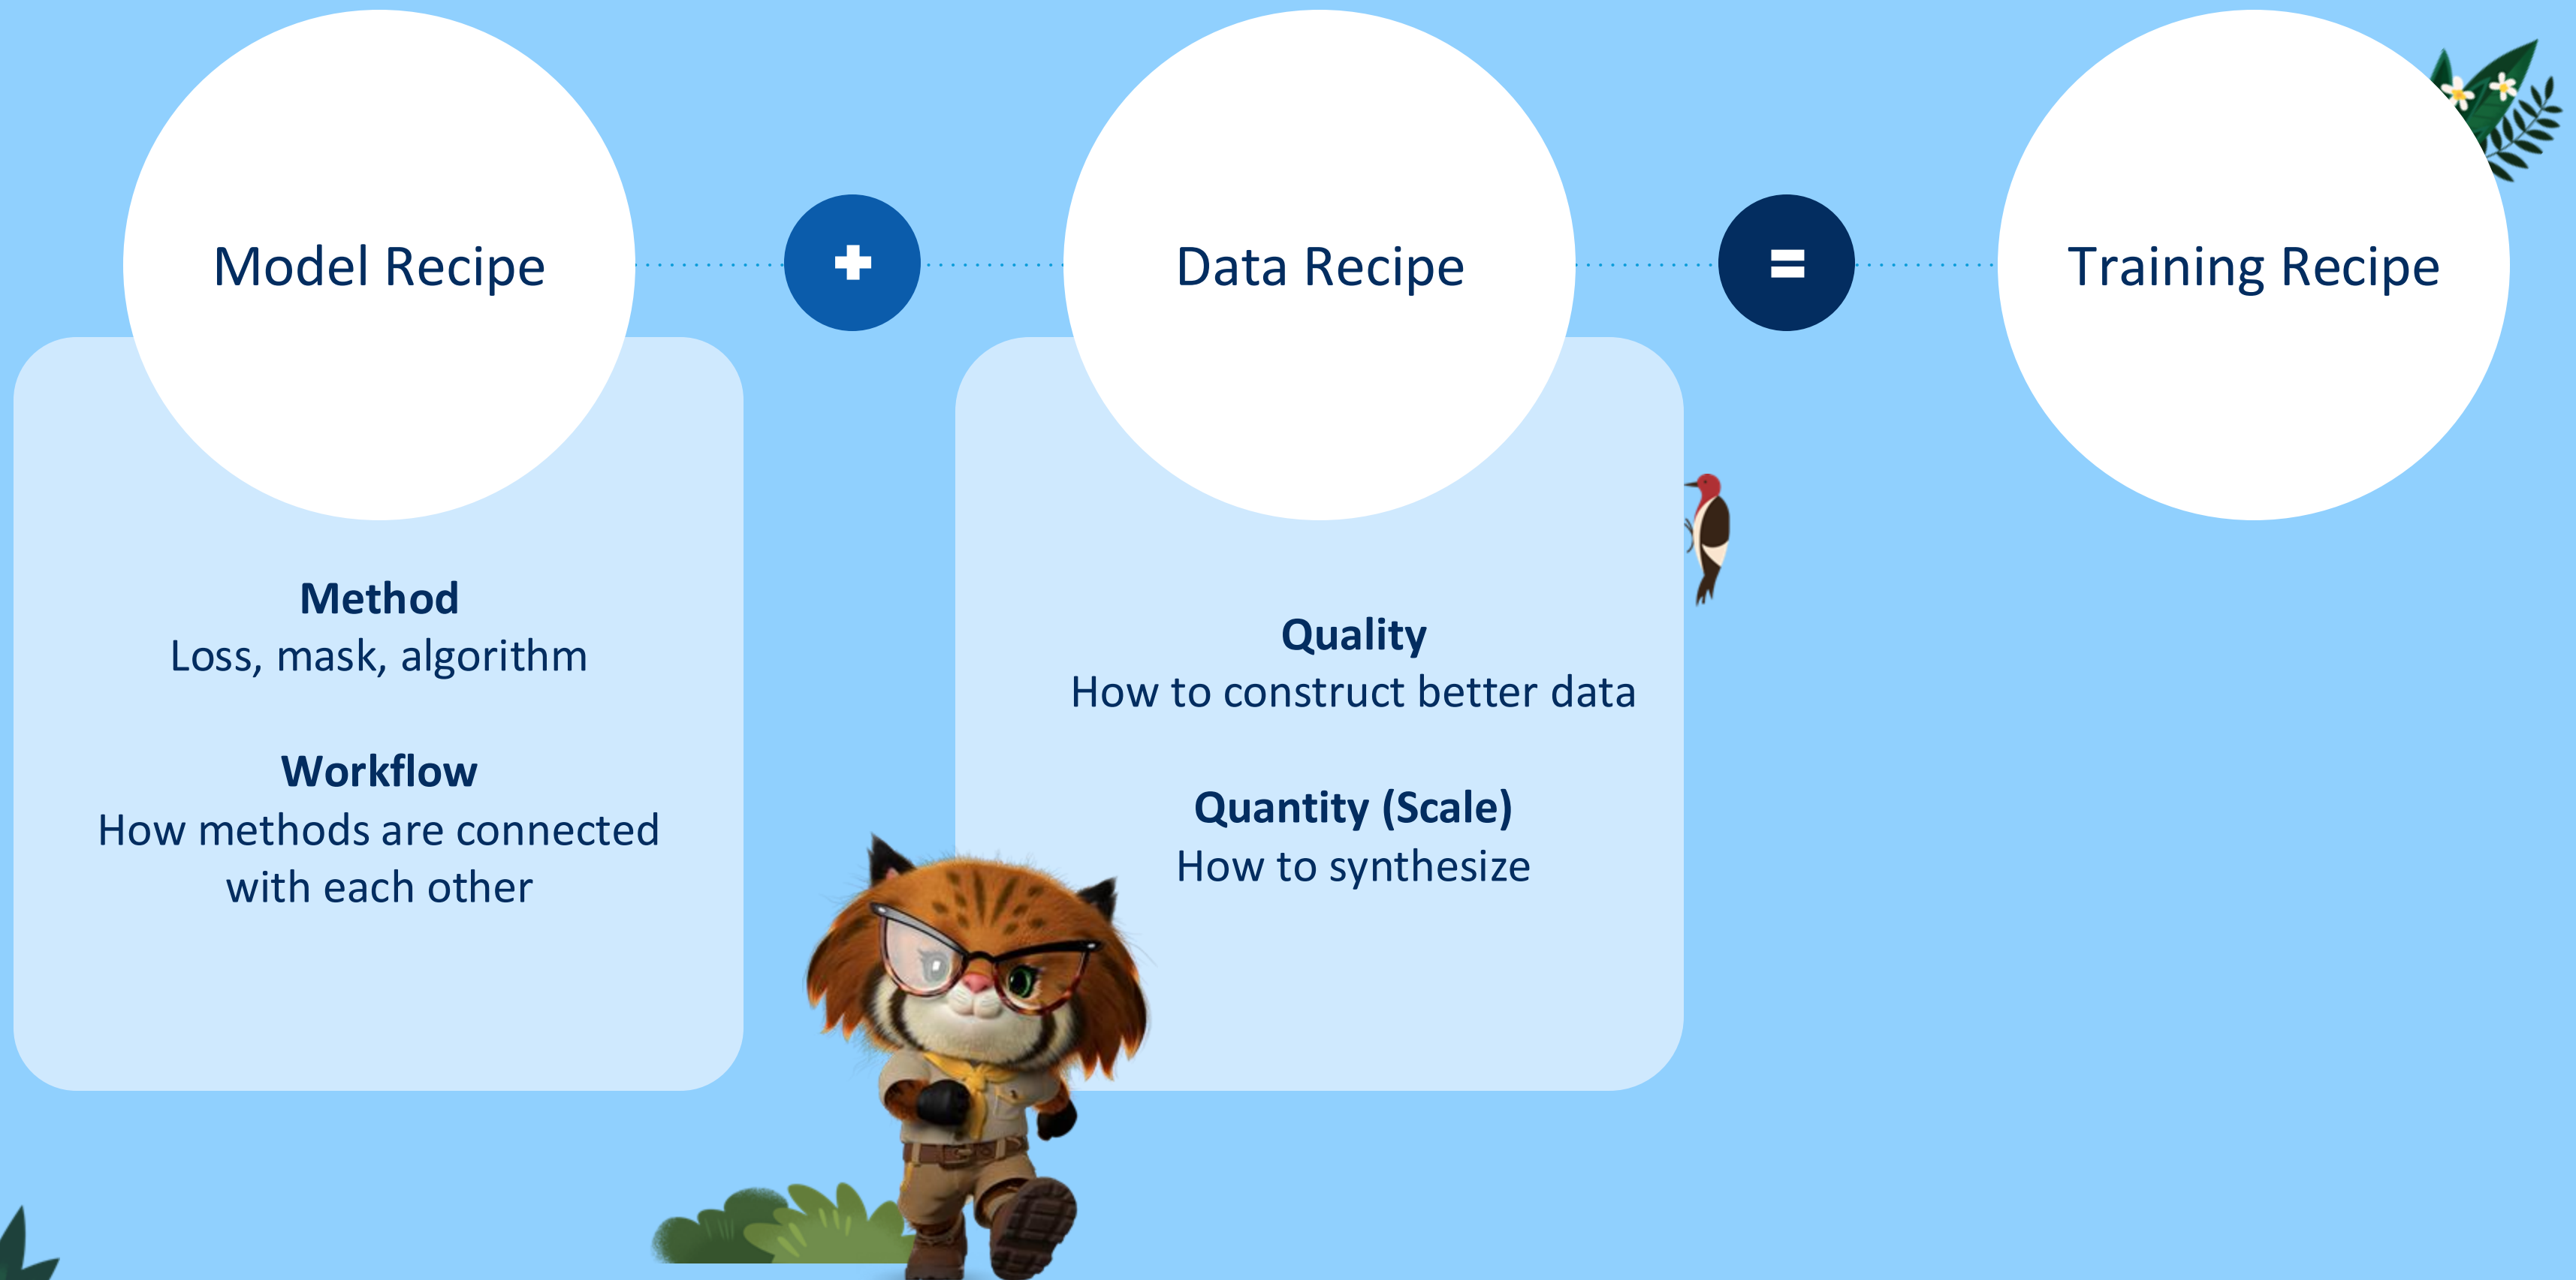 Model Recipe
+
Data Recipe
=
Training Recipe
Method
Loss, mask, algorithm
Workflow
How methods are connected
with each other
Quality
How to construct better data
Quantity (Scale)
How to synthesize